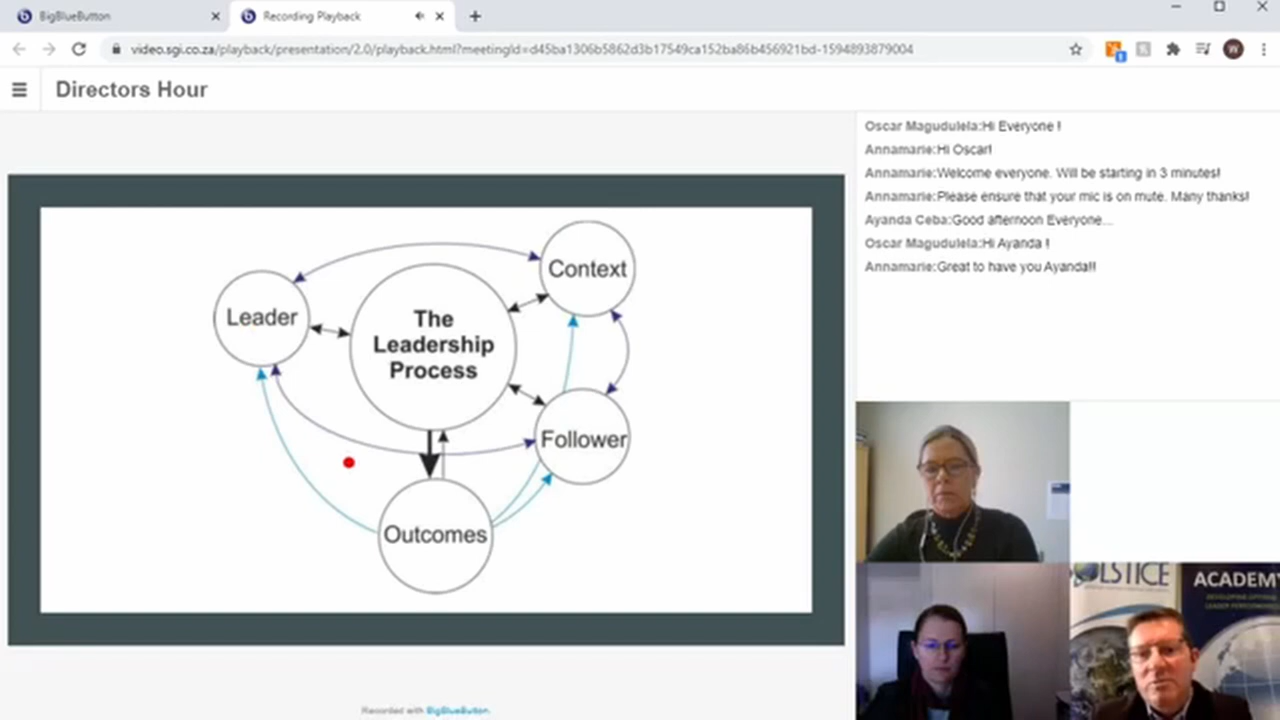 BigBlueButton
Recording Playback
video.sgi.co.za/playback/presentation/2.0/playback.html?meetingId=d45ba1306b5862d3b17549ca152ba86b456921bd-1594893879004
W
Directors Hour
Oscar Magudulela:Hi Everyone !
Annamarie:Hi Oscar!
Annamarie:Welcome everyone. Will be starting in 3 minutes!
Annamarie:Please ensure that your mic is on mute. Many thanks!
Ayanda Ceba:Good afternoon Everyone...
Oscar Magudulela:Hi Ayanda !
Annamarie:Great to have you Ayanda!!
Context
Leader
The
Leadership
Process
Follower
Outcomes
OLSTICE
ACADEMY
Recorded with BigBlueButton.